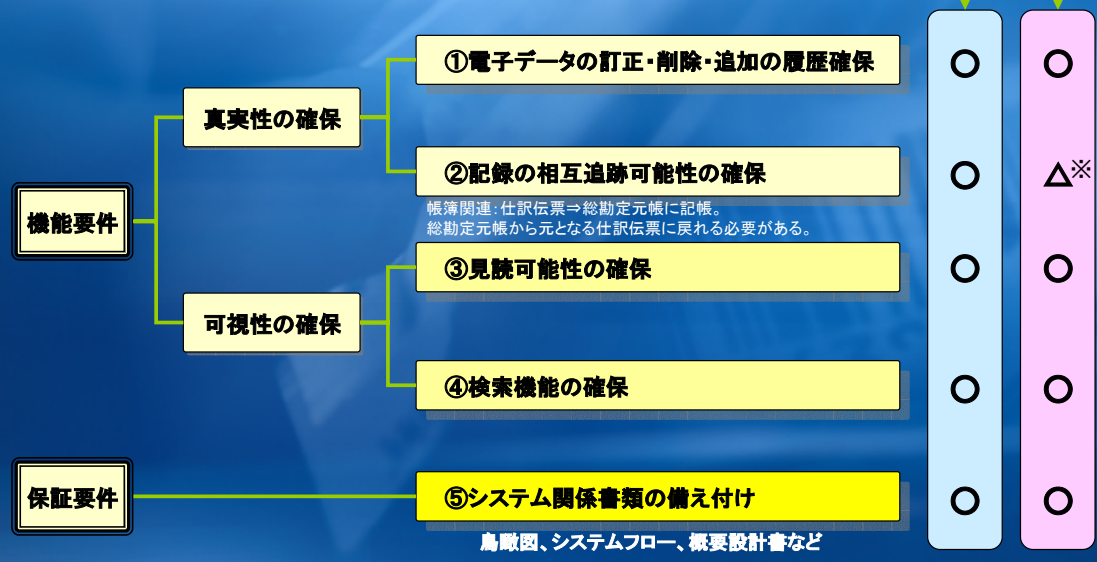 ①電子データの訂正・削除・追加の履歴確保 ○ ○
真実性の確保
②記録の相互追跡可能性の確保 ○ △※
帳簿関連:仕訳伝票⇒総勘定元帳に記帳。
総勘定元帳から元となる仕訳伝票に戻れる必要がある。
機能要件
③見読可能性の確保 ○ ○
可視性の確保
④検索機能の確保 ○ ○
保証要件
⑤システム関係書類の備え付け ○ ○
鳥瞰図、システムフロー、概要設計書など